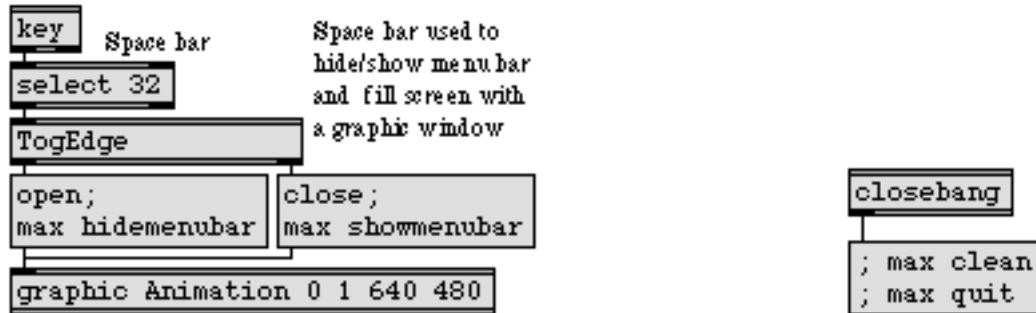 key
Space bar
select 32
TogEdge
Space bar used to
hide/show menu bar
and fill screen with
a graphic window
open;
max hidemenubar
close;
max showmenubar
graphic Animation 0 1 640 480
closebang
; max clean
; max quit